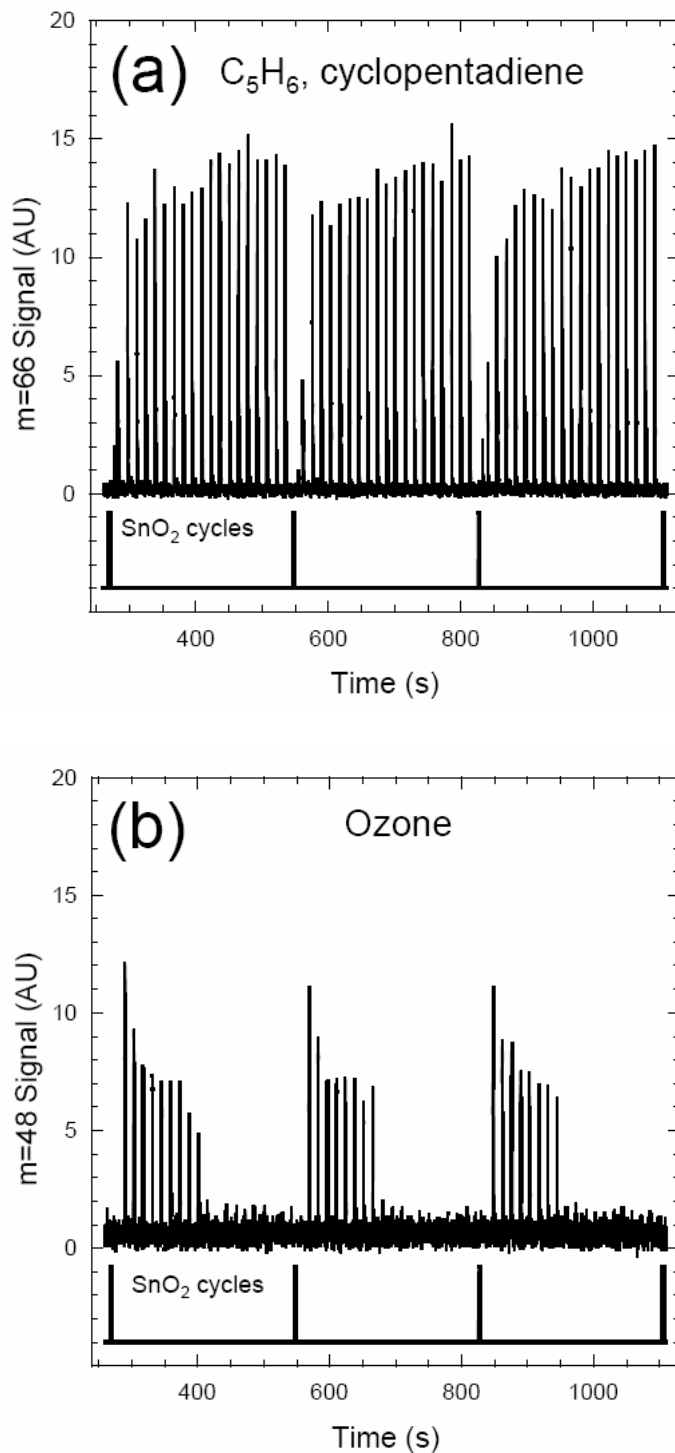 20
(a) C₅H₆, cyclopentadiene
15
10
5
0
m=66 Signal (AU)
SnO₂ cycles
400 600 800 1000
Time (s)
20
(b) Ozone
15
10
5
0
m=48 Signal (AU)
SnO₂ cycles
400 600 800 1000
Time (s)